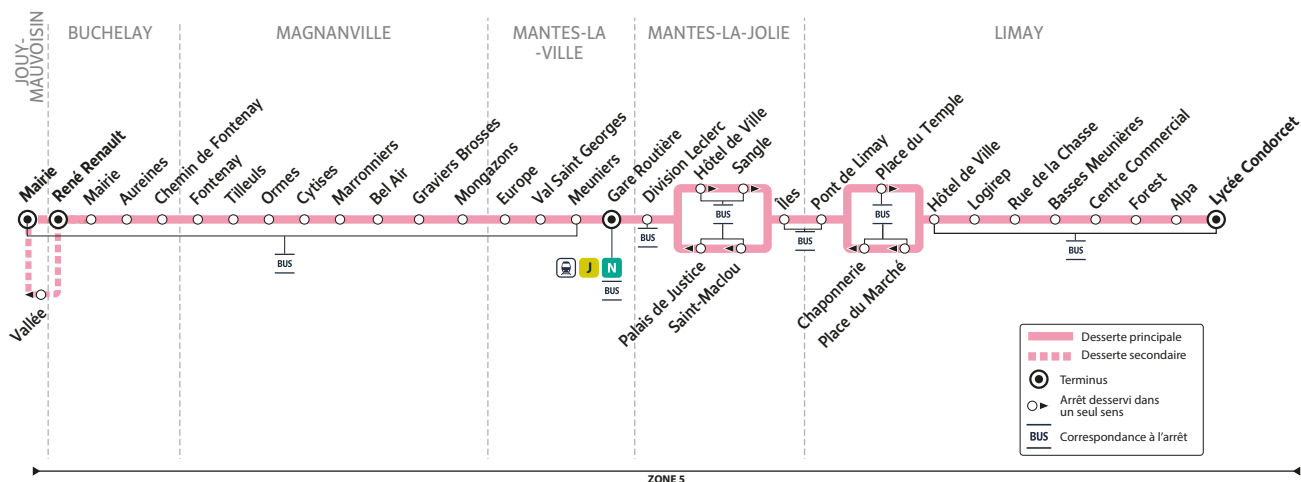 JOUY-
MAUVOISIN
BUCHELAY
MAGNANVILLE
MANTES-LA
-VILLE
MANTES-LA-JOLIE
LIMAY
Mairie
René Renault
Mairie
Aureines
Chemin de Fontenay
Fontenay
Tilleuls
Ormes
Cytises
Marronniers
Bel Air
Graviers Brosses
Mongazons
Europe
Val Saint Georges
Meuniers
Gare Routière
Division Leclerc
Hôtel de Ville
Sangle
Îles
Pont de Limay
Place du Temple
Hôtel de Ville
Logirep
Rue de la Chasse
Basses Meunières
Centre Commercial
Forest
Alpa
Lycée Condorcet
BUS
BUS
BUS
BUS
BUS
BUS
J
N
BUS
Vallée
Palais de Justice
Saint-Maclou
Chaponnerie
Place du Marché
Desserte principale
Desserte secondaire
Terminus
Arrêt desservi dans
un seul sens
BUS
Correspondance à l'arrêt
ZONE 5